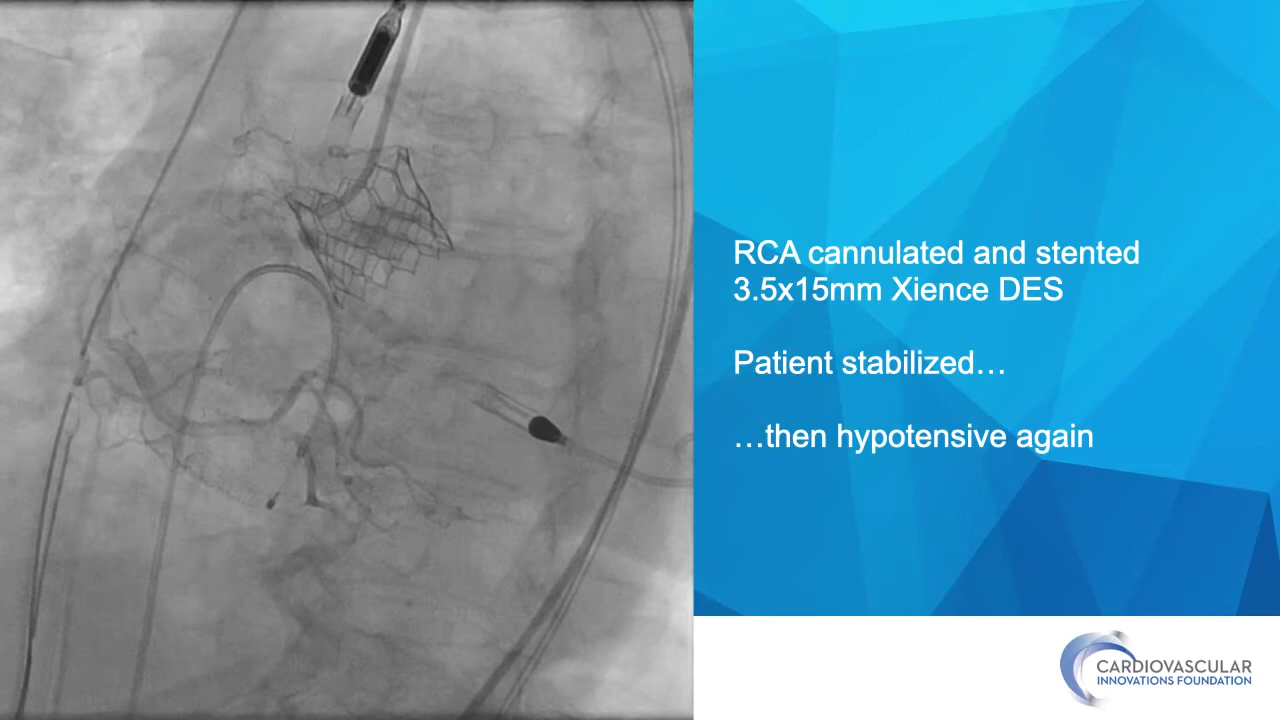 RCA cannulated and stented
3.5x15mm Xience DES
Patient stabilized…
…then hypotensive again
CARDIOVASCULAR
INNOVATIONS FOUNDATION